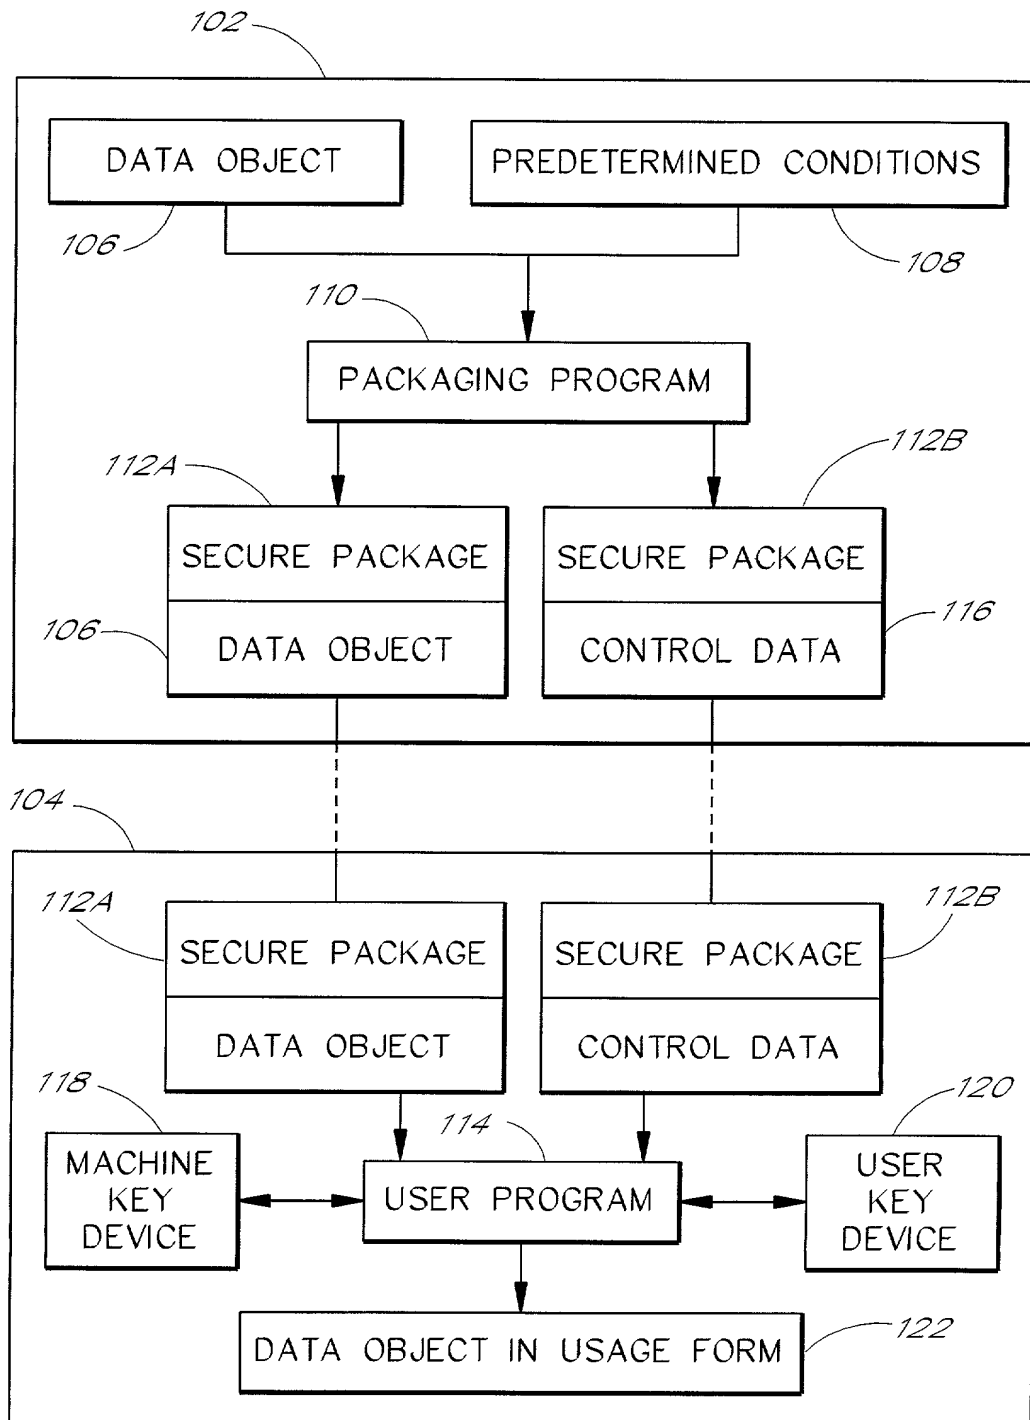 102
DATA OBJECT
PREDETERMINED CONDITIONS
106
108
110
PACKAGING PROGRAM
112A
112B
SECURE PACKAGE
SECURE PACKAGE
106
DATA OBJECT
CONTROL DATA
116
104
112A
112B
SECURE PACKAGE
SECURE PACKAGE
DATA OBJECT
CONTROL DATA
118
114
120
MACHINE
KEY
DEVICE
USER PROGRAM
USER
KEY
DEVICE
DATA OBJECT IN USAGE FORM
122